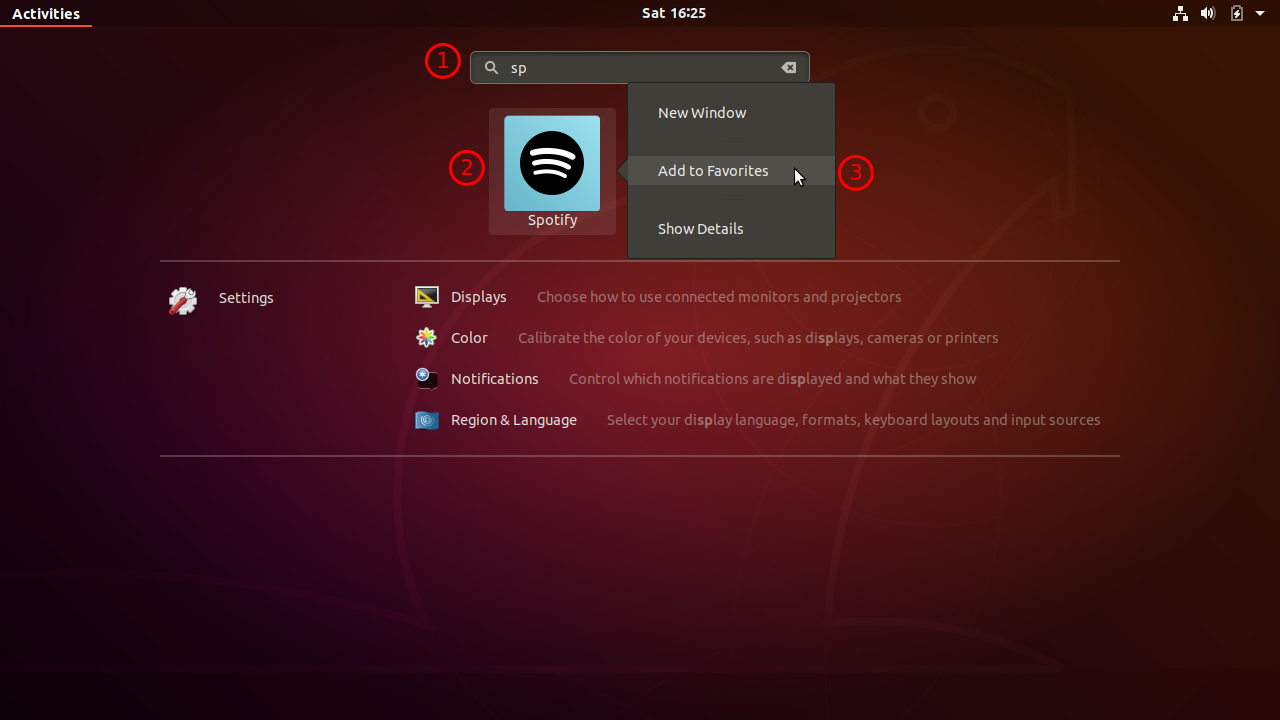 Activities
Sat 16:25
1
sp
New Window
2
Add to Favorites
3
Spotify
Show Details
Settings
Displays Choose how to use connected monitors and projectors
Color Calibrate the color of your devices, such as displays, cameras or printers
Notifications Control which notifications are displayed and what they show
Region & Language Select your display language, formats, keyboard layouts and input sources